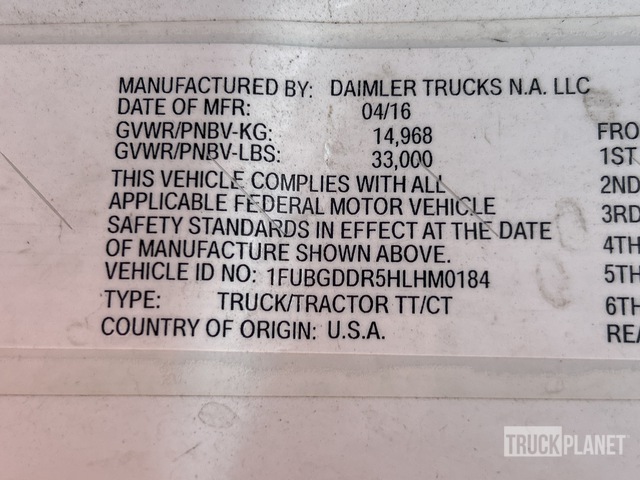 MANUFACTURED BY: DAIMLER TRUCKS N.A. LLC
DATE OF MFR: 04/16
GVWR/PNBV-KG: 14,968
GVWR/PNBV-LBS: 33,000
THIS VEHICLE COMPLIES WITH ALL
APPLICABLE FEDERAL MOTOR VEHICLE
SAFETY STANDARDS IN EFFECT AT THE DATE
OF MANUFACTURE SHOWN ABOVE.
VEHICLE ID NO: 1FUBGDDR5HLHM0184
TYPE: TRUCK/TRACTOR TT/CT
COUNTRY OF ORIGIN: U.S.A.
FRO
1ST
2ND
3RD
4TH
5TH
6TH
REA
TRUCKPLANET